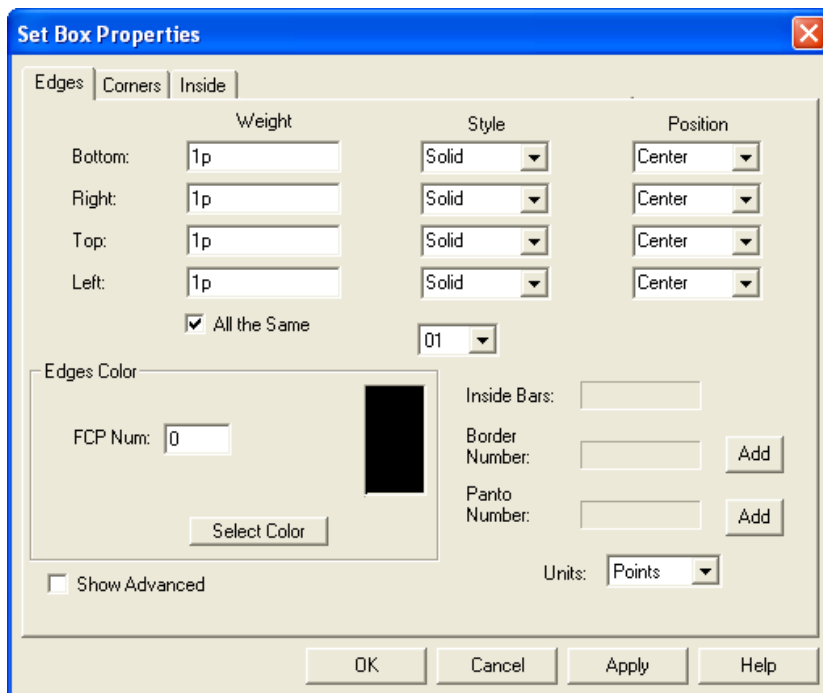 Set Box Properties
Edges Corners Inside
Weight Style Position
Bottom: 1p Solid Center
Right: 1p Solid Center
Top: 1p Solid Center
Left: 1p Solid Center
All the Same 01
Edges Color
FCP Num: 0
Select Color
Inside Bars:
Border
Number: Add
Panto
Number: Add
Show Advanced
Units: Points
OK Cancel Apply Help